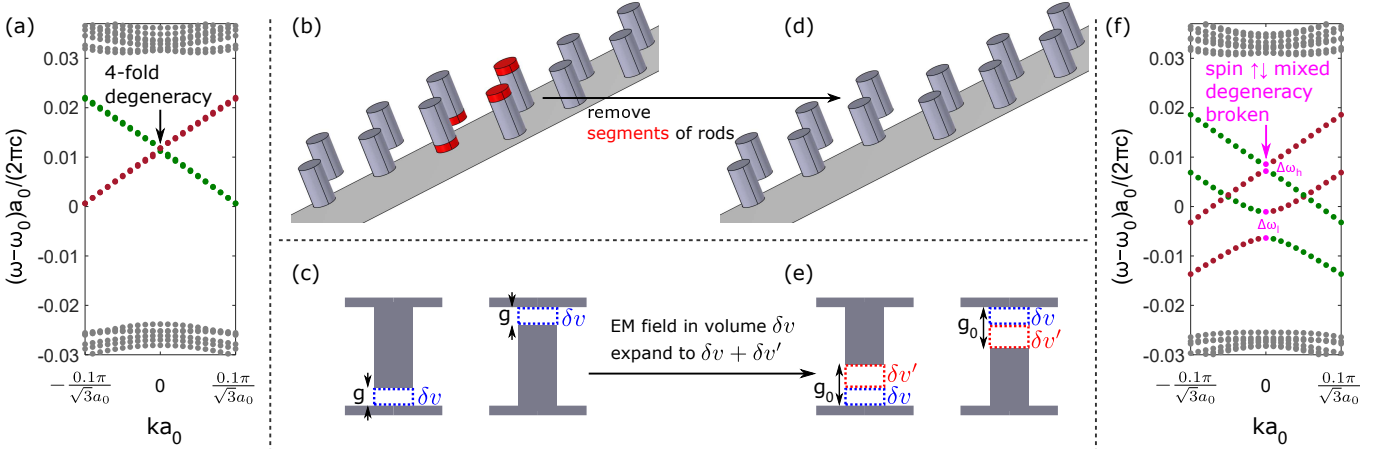 (a)
0.03
0.02
0.01
0
-0.01
-0.02
-0.03
(ω−ω₀)a₀/(2πc)
4-fold
degeneracy
−0.1π/√3a₀
0
0.1π/√3a₀
ka₀
(b)
remove
segments of rods
(d)
(c)
g
δv
g
δv
EM field in volume δv
expand to δv + δv′
(e)
g₀
δv′
δv
g₀
δv
δv′
(f)
0.03
0.02
0.01
0
-0.01
-0.02
-0.03
(ω−ω₀)a₀/(2πc)
spin ↑↓ mixed
degeneracy
broken
Δωₕ
Δωₗ
−0.1π/√3a₀
0
0.1π/√3a₀
ka₀